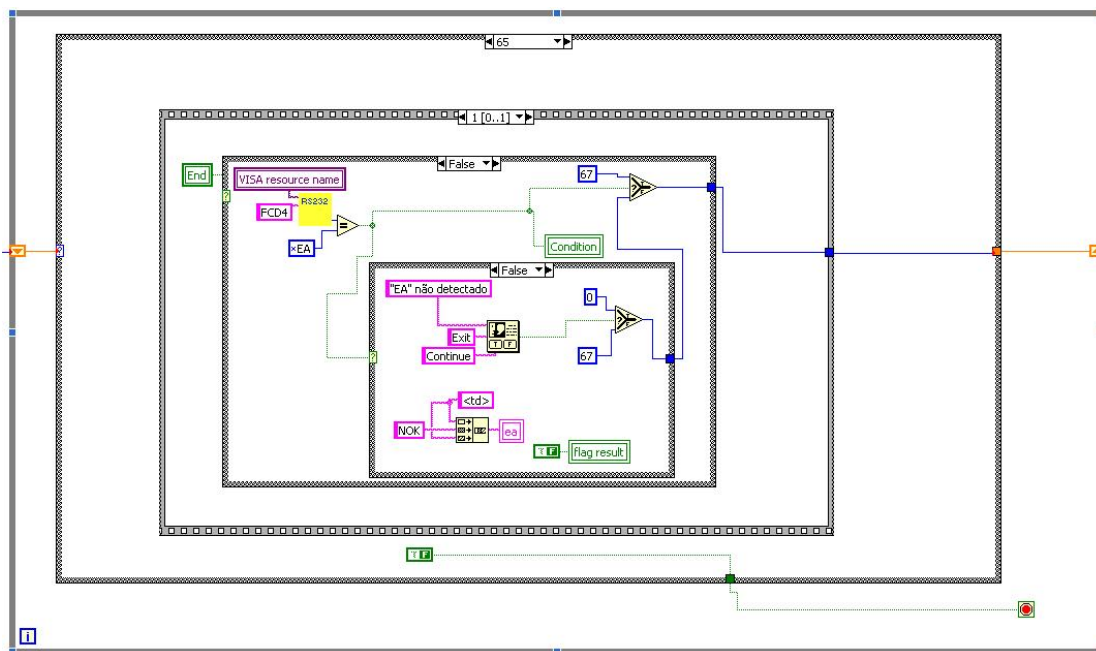 65
1 [0..1]
End
False
VISA resource name
RS232
FCD4
=
×EA
67
?
T
F
Condition
False
"EA" não detectado
Exit
T F
Continue
0
?
T
F
67
<td>
NOK
ea
T F
flag result
T F
i